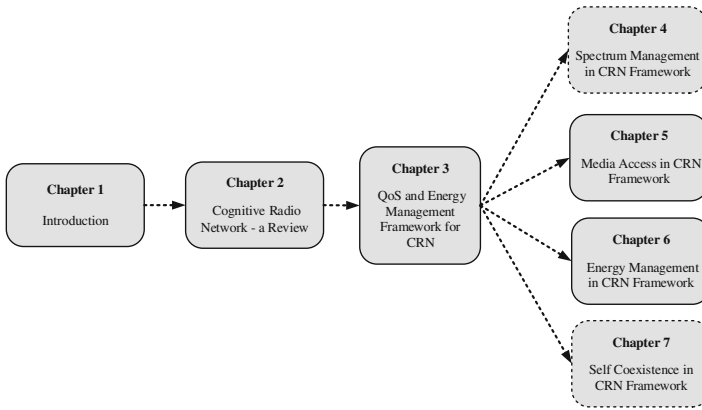 Chapter 1
Introduction
Chapter 2
Cognitive Radio
Network - a Review
Chapter 3
QoS and Energy
Management
Framework for
CRN
Chapter 4
Spectrum Management
in CRN Framework
Chapter 5
Media Access in CRN
Framework
Chapter 6
Energy Management
in CRN Framework
Chapter 7
Self Coexistence in
CRN Framework